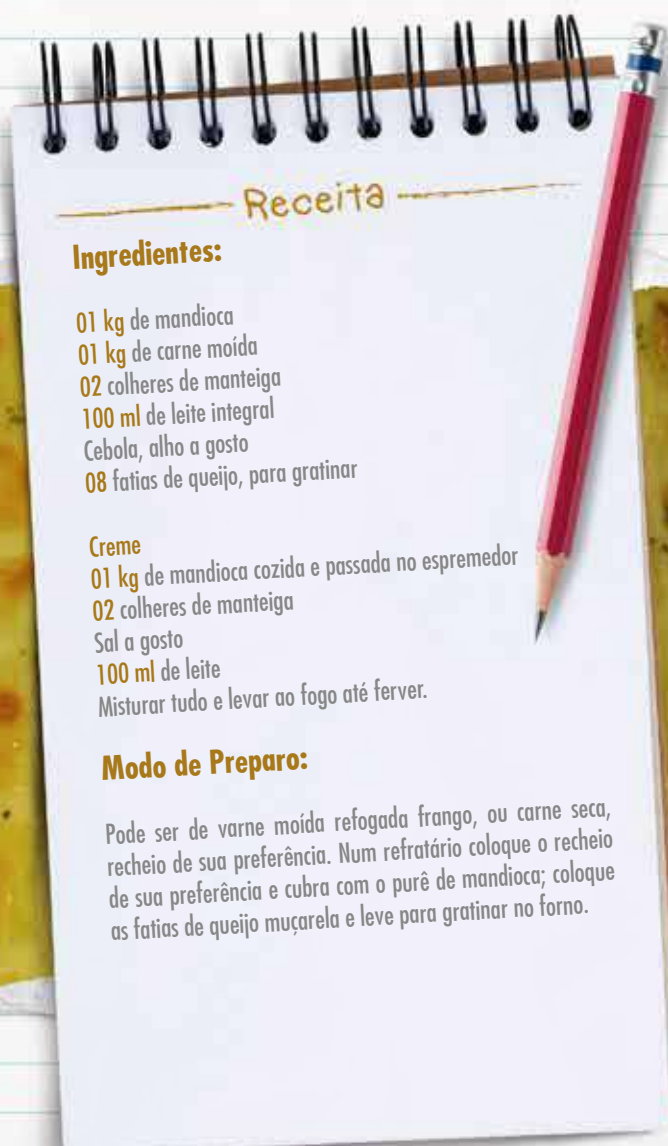 Receita
Ingredientes:
01 kg de mandioca
01 kg de carne moída
02 colheres de manteiga
100 ml de leite integral
Cebola, alho a gosto
08 fatias de queijo, para gratinar
Creme
01 kg de mandioca cozida e passada no espremedor
02 colheres de manteiga
Sal a gosto
100 ml de leite
Misturar tudo e levar ao fogo até ferver.
Modo de Preparo:
Pode ser de varne moída refogada frango, ou carne seca,
recheio de sua preferência. Num refratário coloque o recheio
de sua preferência e cubra com o purê de mandioca; coloque
as fatias de queijo muçarela e leve para gratinar no forno.